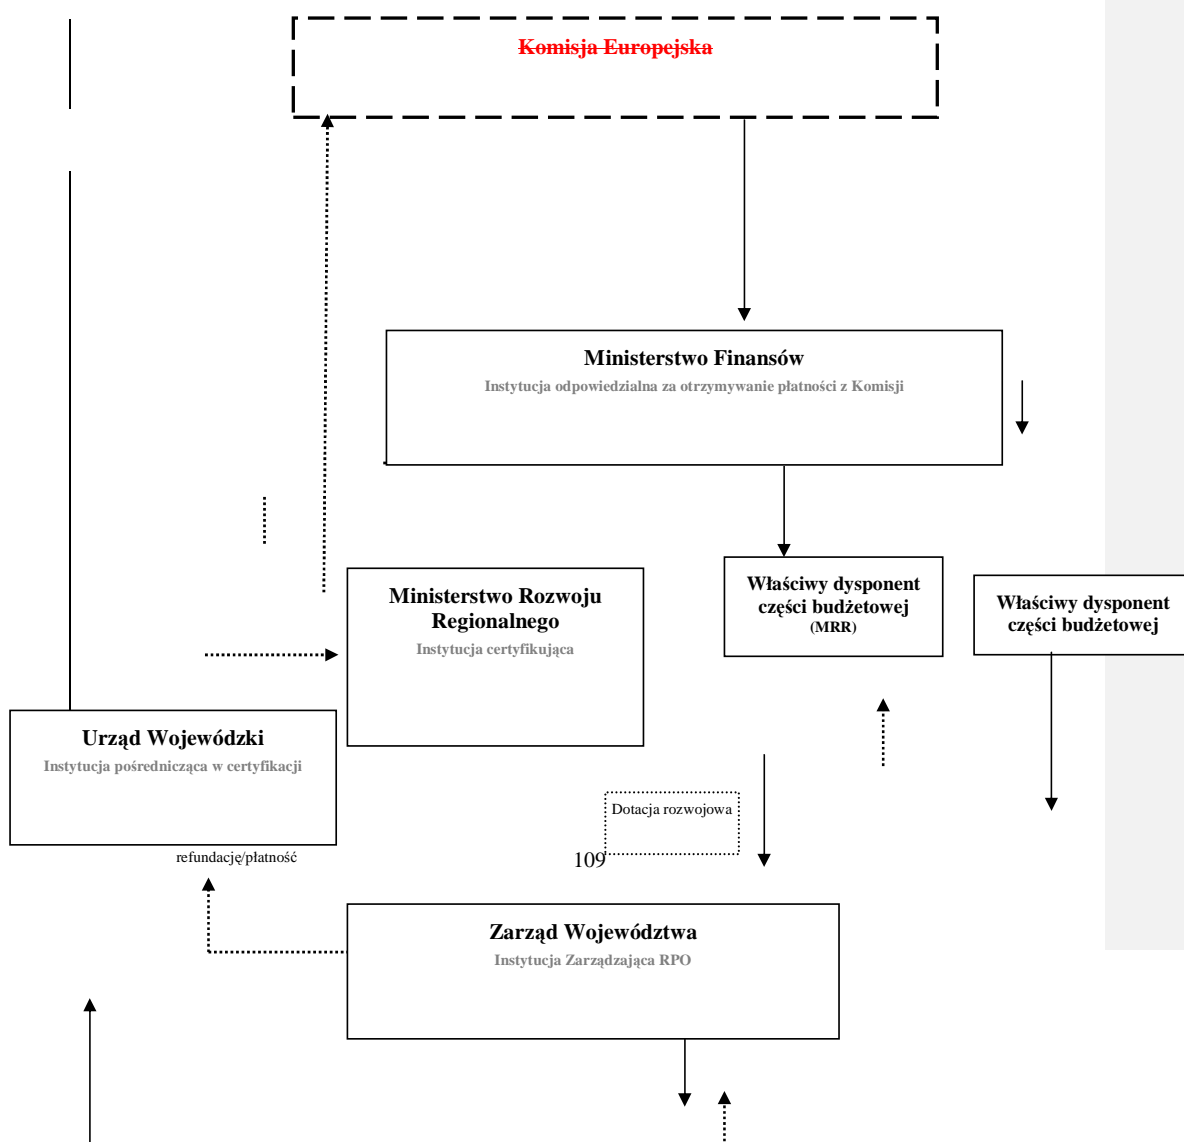 Komisja Europejska
Ministerstwo Finansów
Instytucja odpowiedzialna za otrzymywanie płatności z Komisji
Ministerstwo Rozwoju
Regionalnego
Instytucja certyfikująca
Właściwy dysponent
części budżetowej
(MRR)
Właściwy dysponent
części budżetowej
Urząd Wojewódzki
Instytucja pośrednicząca w certyfikacji
refundację/płatność
Dotacja rozwojowa
109
Zarząd Województwa
Instytucja Zarządzająca RPO